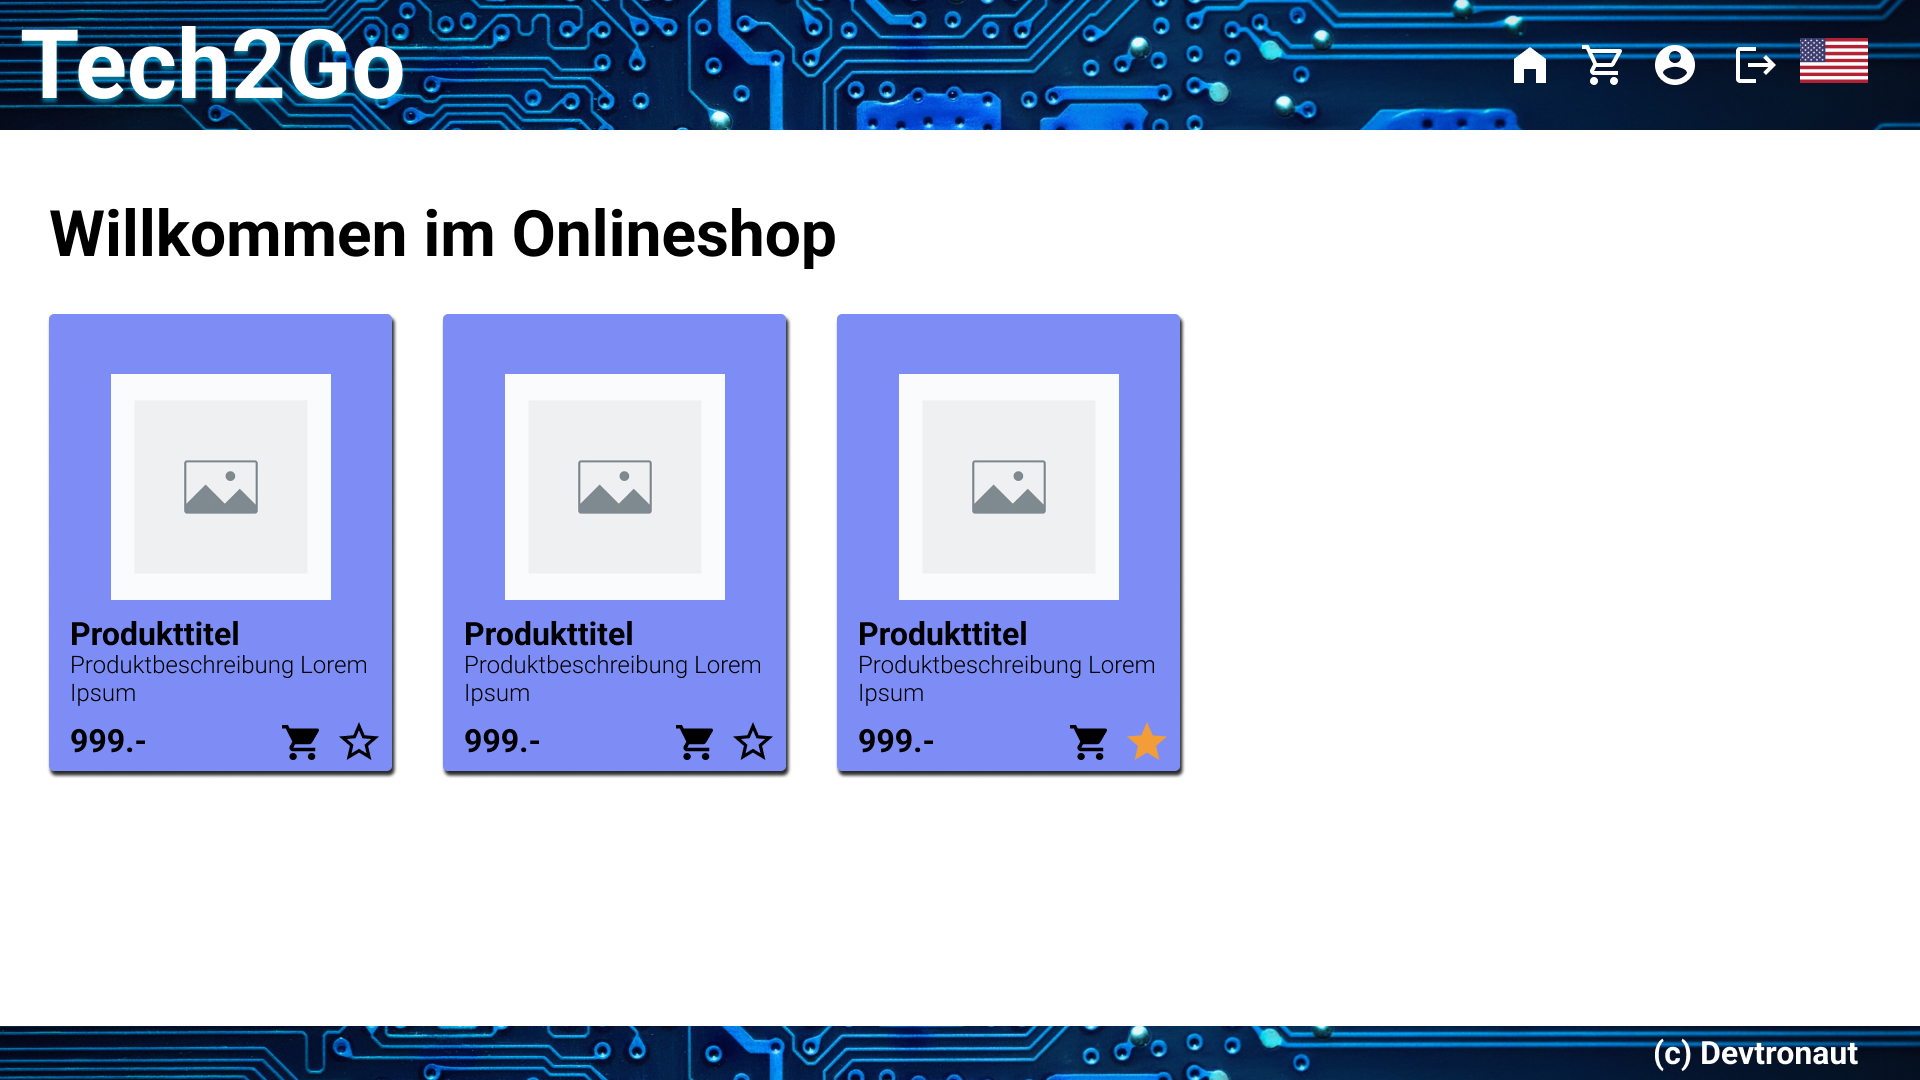 Tech2Go
Willkommen im Onlineshop
Produkttitel
Produktbeschreibung Lorem
Ipsum
999.-
Produkttitel
Produktbeschreibung Lorem
Ipsum
999.-
Produkttitel
Produktbeschreibung Lorem
Ipsum
999.-
(c) Devtronaut